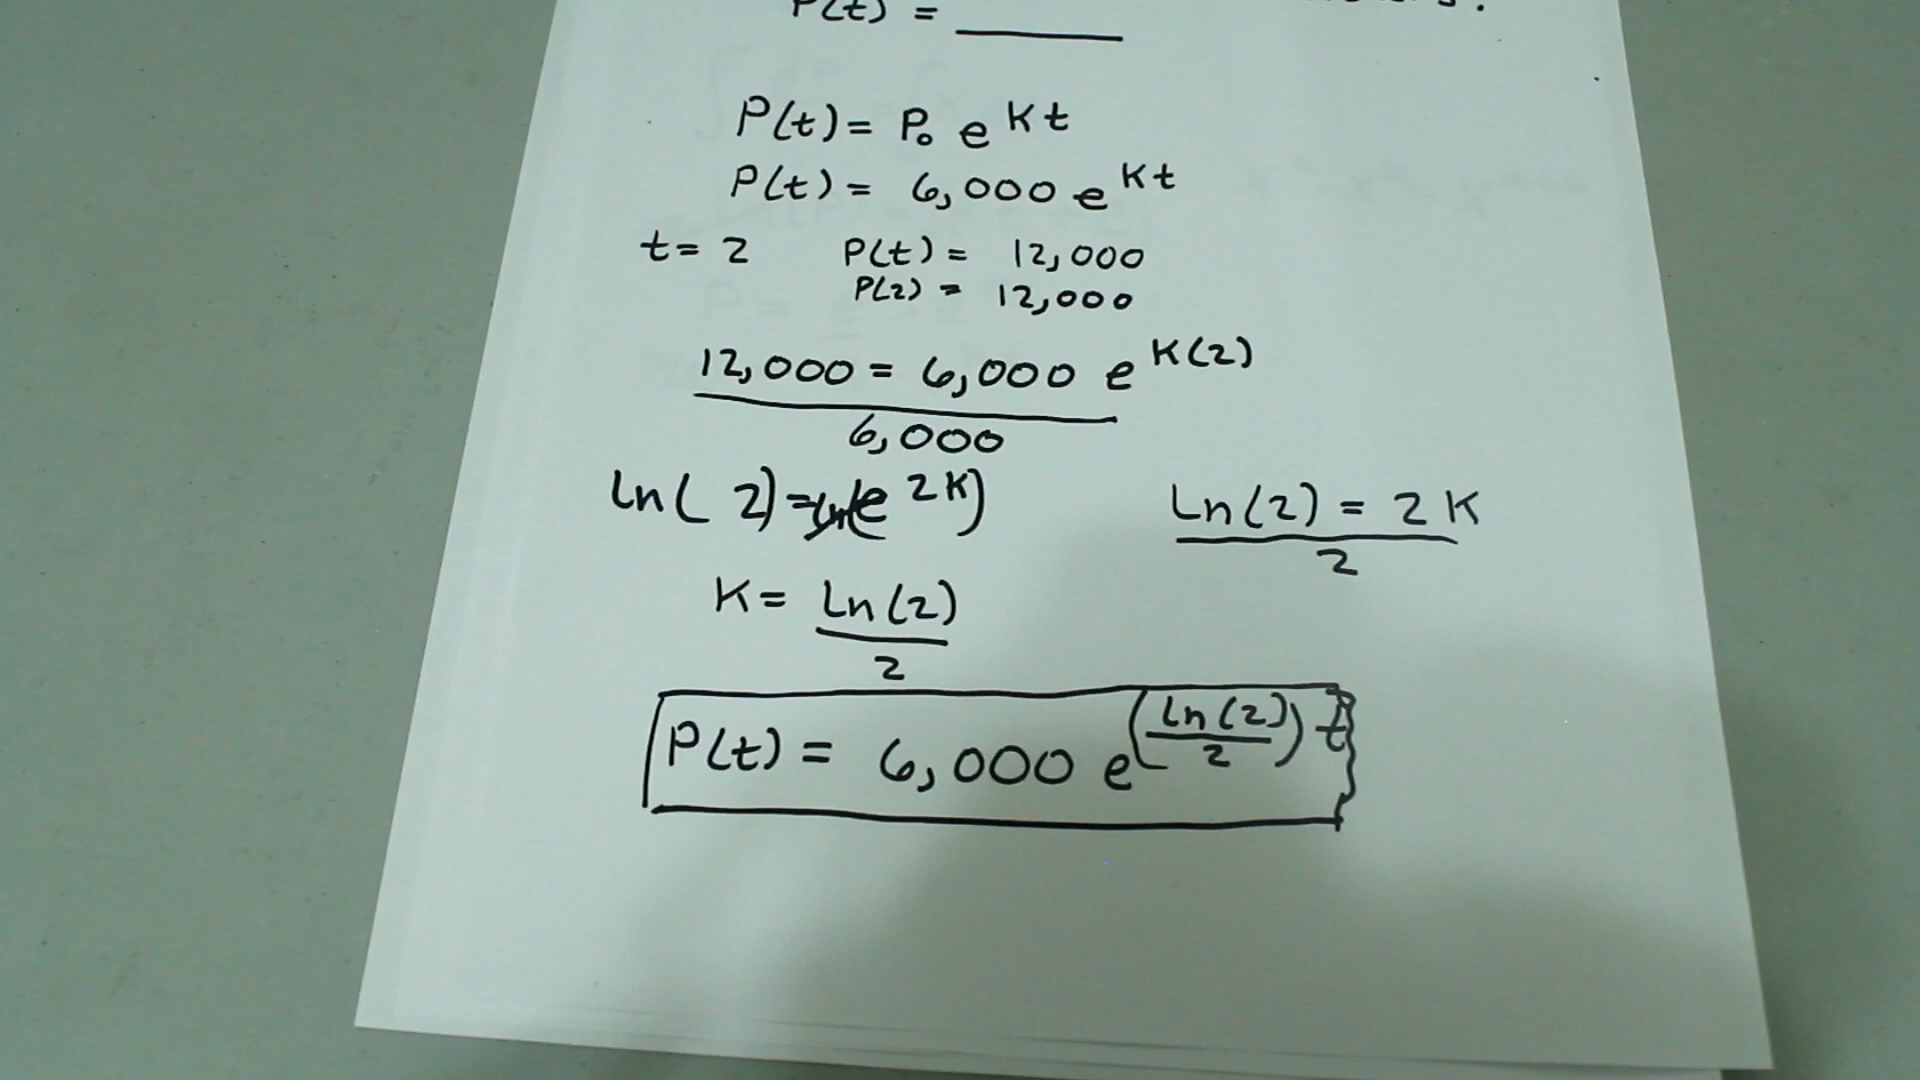 P(t) = ______
P(t) = P₀ e^{Kt}
P(t) = 6,000 e^{Kt}
t = 2 P(t) = 12,000
P(2) = 12,000
12,000 = 6,000 e^{K(2)}
6,000
ln( 2) = ln(e^{2K})
Ln(2) = 2K
2
K = Ln(2)
2
P(t) = 6,000 e^{(Ln(2)/2) t}